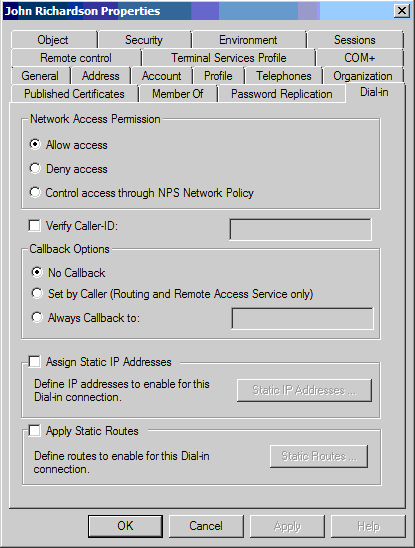 John Richardson Properties
Object Security Environment Sessions
Remote control Terminal Services Profile COM+
General Address Account Profile Telephones Organization
Published Certificates Member Of Password Replication Dial-in
Network Access Permission
Allow access
Deny access
Control access through NPS Network Policy
Verify Caller-ID:
Callback Options
No Callback
Set by Caller (Routing and Remote Access Service only)
Always Callback to:
Assign Static IP Addresses
Define IP addresses to enable for this
Dial-in connection.
Static IP Addresses ...
Apply Static Routes
Define routes to enable for this Dial-in
connection.
Static Routes ...
OK Cancel Apply Help